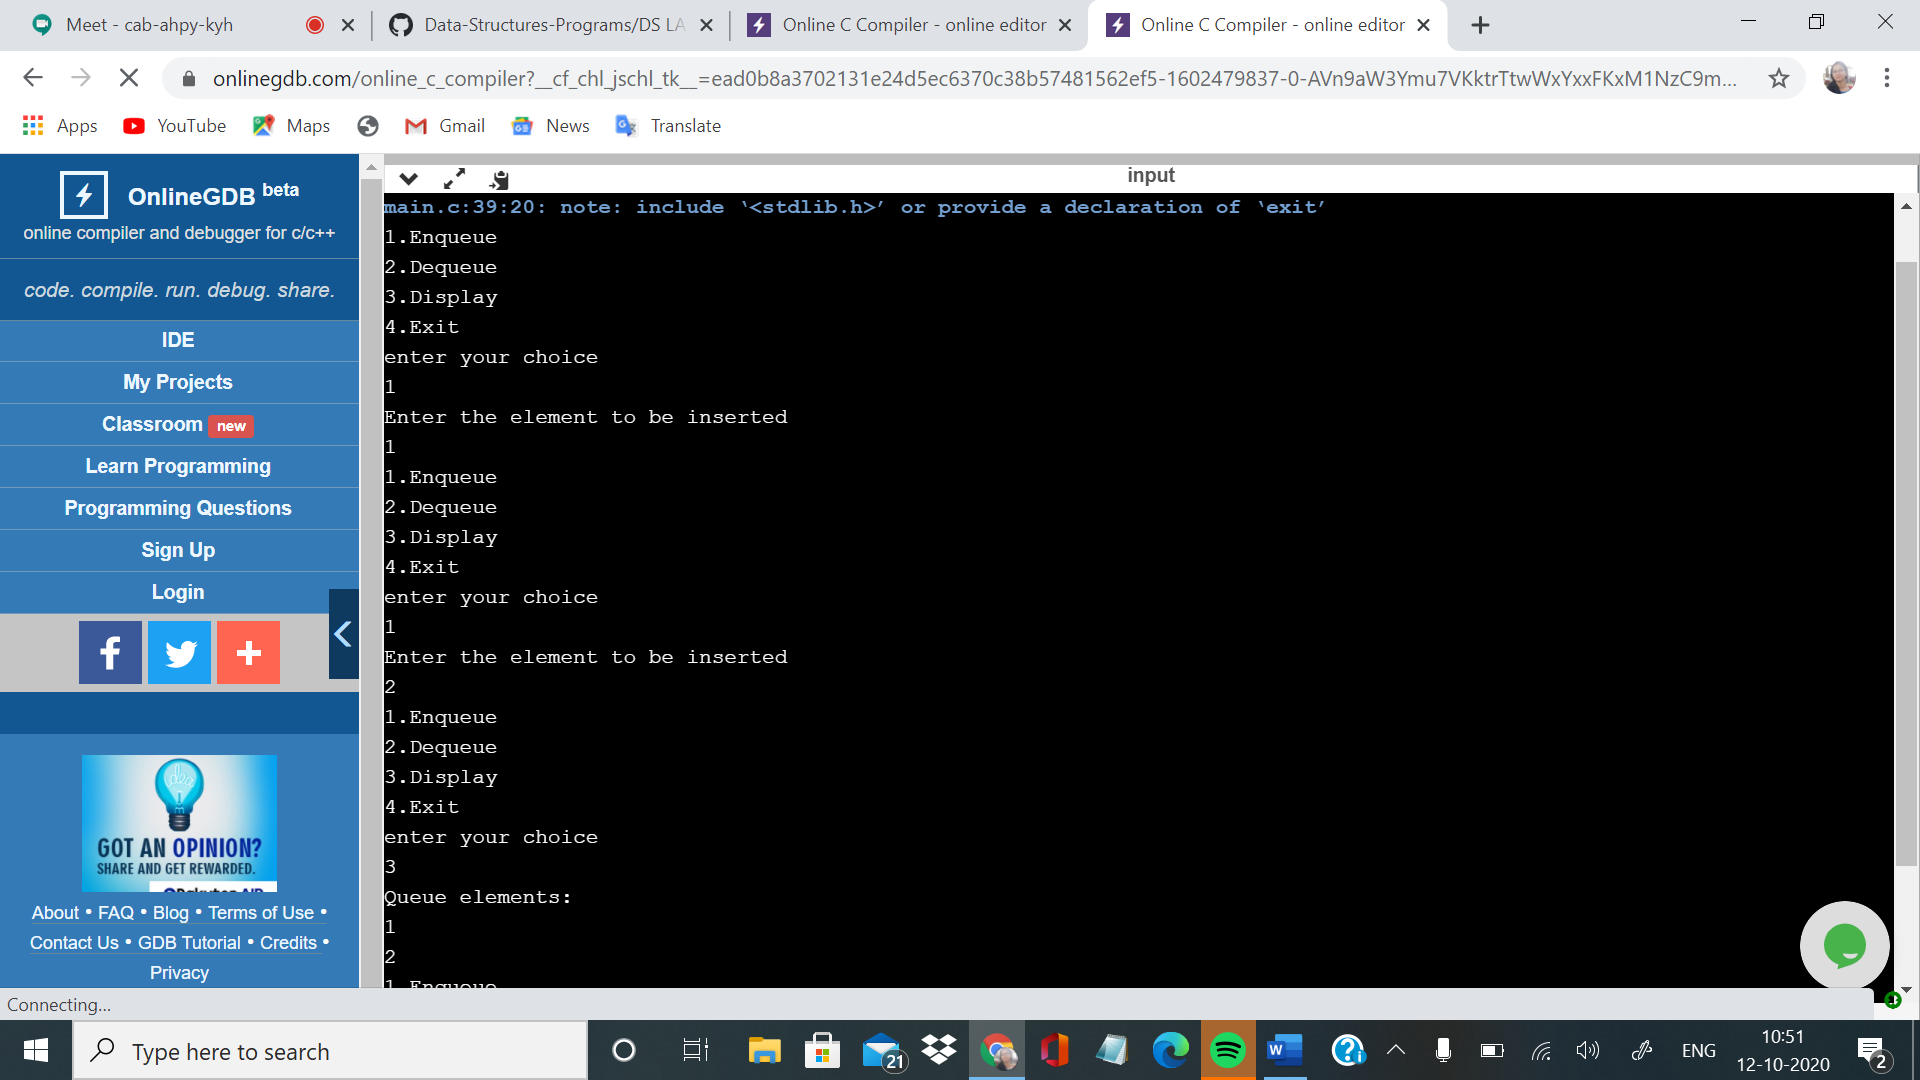 Meet - cab-ahpy-kyh
Data-Structures-Programs/DS LA
Online C Compiler - online editor
Online C Compiler - online editor
onlinegdb.com/online_c_compiler?__cf_chl_jschl_tk__=ead0b8a3702131e24d5ec6370c38b57481562ef5-1602479837-0-AVn9aW3Ymu7VKktrTtwWxYxxFKxM1NzC9m...
Apps
YouTube
Maps
Gmail
News
Translate
OnlineGDB beta
online compiler and debugger for c/c++
code. compile. run. debug. share.
IDE
My Projects
Classroom new
Learn Programming
Programming Questions
Sign Up
Login
GOT AN OPINION?
SHARE AND GET REWARDED.
About • FAQ • Blog • Terms of Use •
Contact Us • GDB Tutorial • Credits •
Privacy
input
main.c:39:20: note: include ‘<stdlib.h>’ or provide a declaration of ‘exit’
1.Enqueue
2.Dequeue
3.Display
4.Exit
enter your choice
1
Enter the element to be inserted
1
1.Enqueue
2.Dequeue
3.Display
4.Exit
enter your choice
1
Enter the element to be inserted
2
1.Enqueue
2.Dequeue
3.Display
4.Exit
enter your choice
3
Queue elements:
1
2
1.Enqueue
Connecting...
Type here to search
21
ENG
10:51
12-10-2020
2